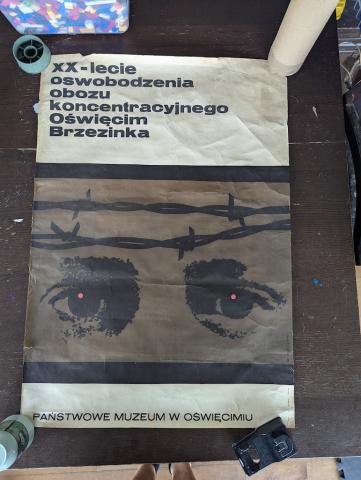 XX-lecie
oswobodzenia
obozu
koncentracyjnego
Oświęcim
Brzezinka
PAŃSTWOWE MUZEUM W OŚWIĘCIMIU